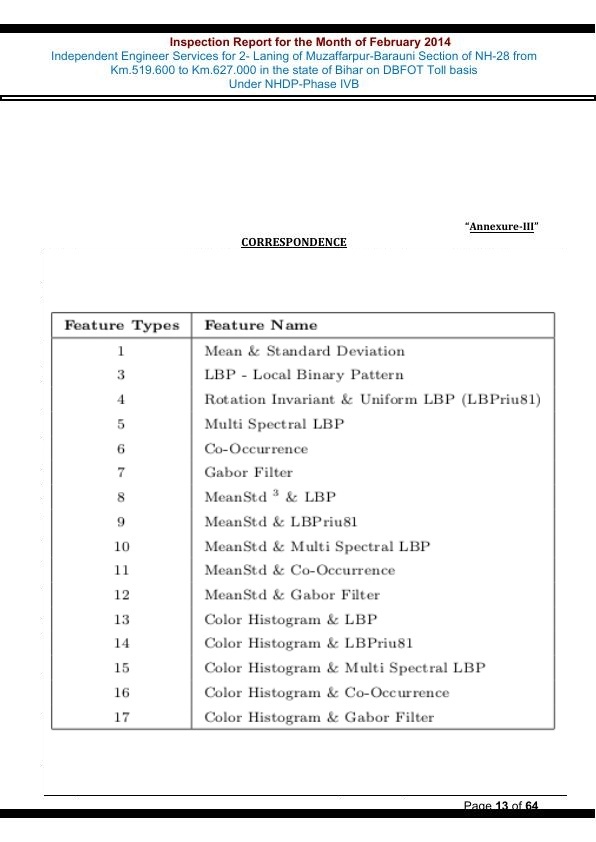 Inspection Report for the Month of February 2014
Independent Engineer Services for 2- Laning of Muzaffarpur-Barauni Section of NH-28 from
Km.519.600 to Km.627.000 in the state of Bihar on DBFOT Toll basis
Under NHDP-Phase IVB
“Annexure-III”
CORRESPONDENCE
Feature Types Feature Name
1 Mean & Standard Deviation
3 LBP - Local Binary Pattern
4 Rotation Invariant & Uniform LBP (LBPriu81)
5 Multi Spectral LBP
6 Co-Occurrence
7 Gabor Filter
8 MeanStd ³ & LBP
9 MeanStd & LBPriu81
10 MeanStd & Multi Spectral LBP
11 MeanStd & Co-Occurrence
12 MeanStd & Gabor Filter
13 Color Histogram & LBP
14 Color Histogram & LBPriu81
15 Color Histogram & Multi Spectral LBP
16 Color Histogram & Co-Occurrence
17 Color Histogram & Gabor Filter
Page 13 of 64